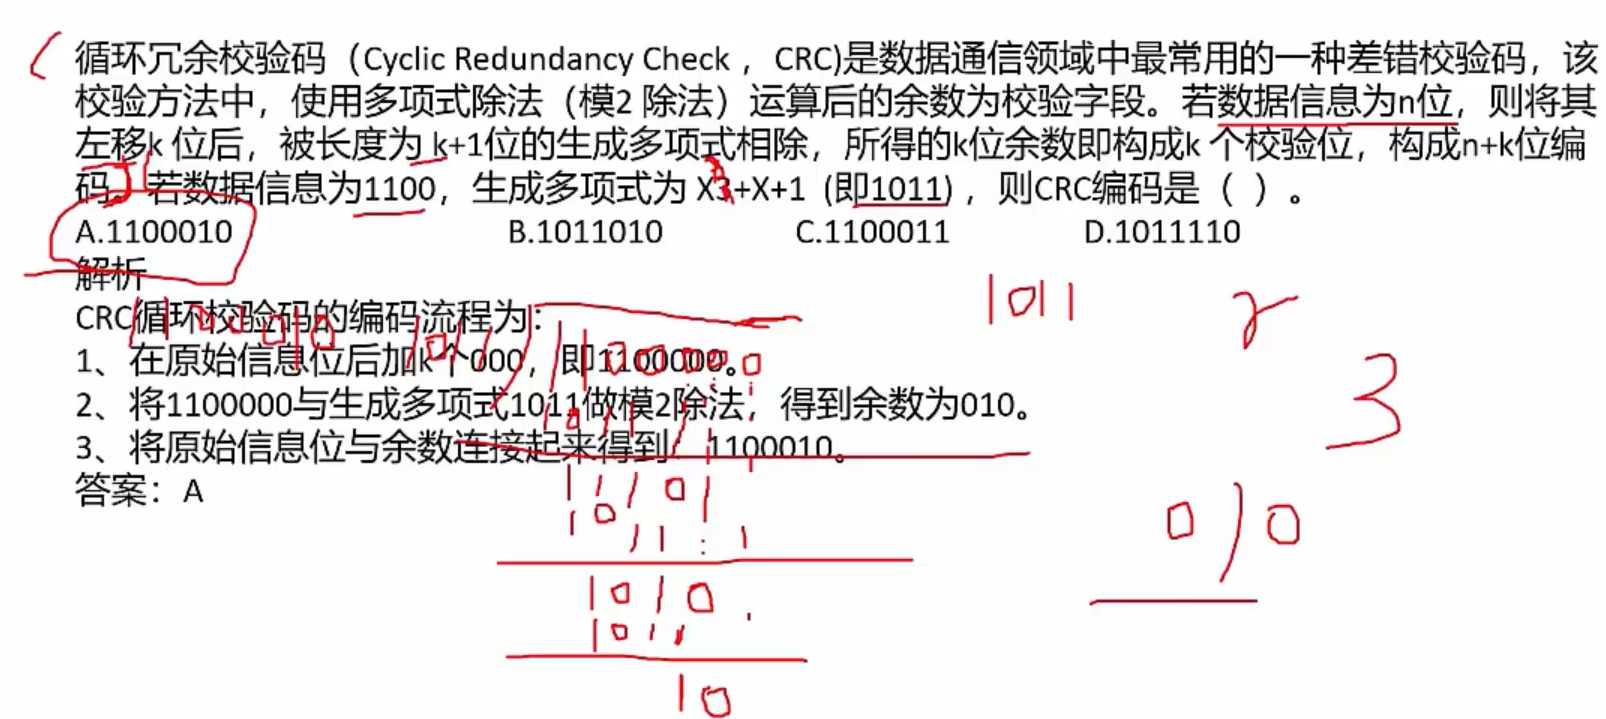 循环冗余校验码（Cyclic Redundancy Check ，CRC)是数据通信领域中最常用的一种差错校验码，该
校验方法中，使用多项式除法（模2 除法）运算后的余数为校验字段。若数据信息为n位，则将其
左移k 位后，被长度为 k+1位的生成多项式相除，所得的k位余数即构成k 个校验位，构成n+k位编
码。若数据信息为1100，生成多项式为 X3+X+1（即1011），则CRC编码是（ ）。
A.1100010 B.1011010 C.1100011 D.1011110
解析
CRC循环校验码的编码流程为：
1011
3
1、在原始信息位后加k个000，即1100000。
1100010
1011
1100000
2、将1100000与生成多项式1011做模2除法，得到余数为010。
1011
3、将原始信息位与余数连接起来得到，1100010。
答案：A
010
1010
1011
10